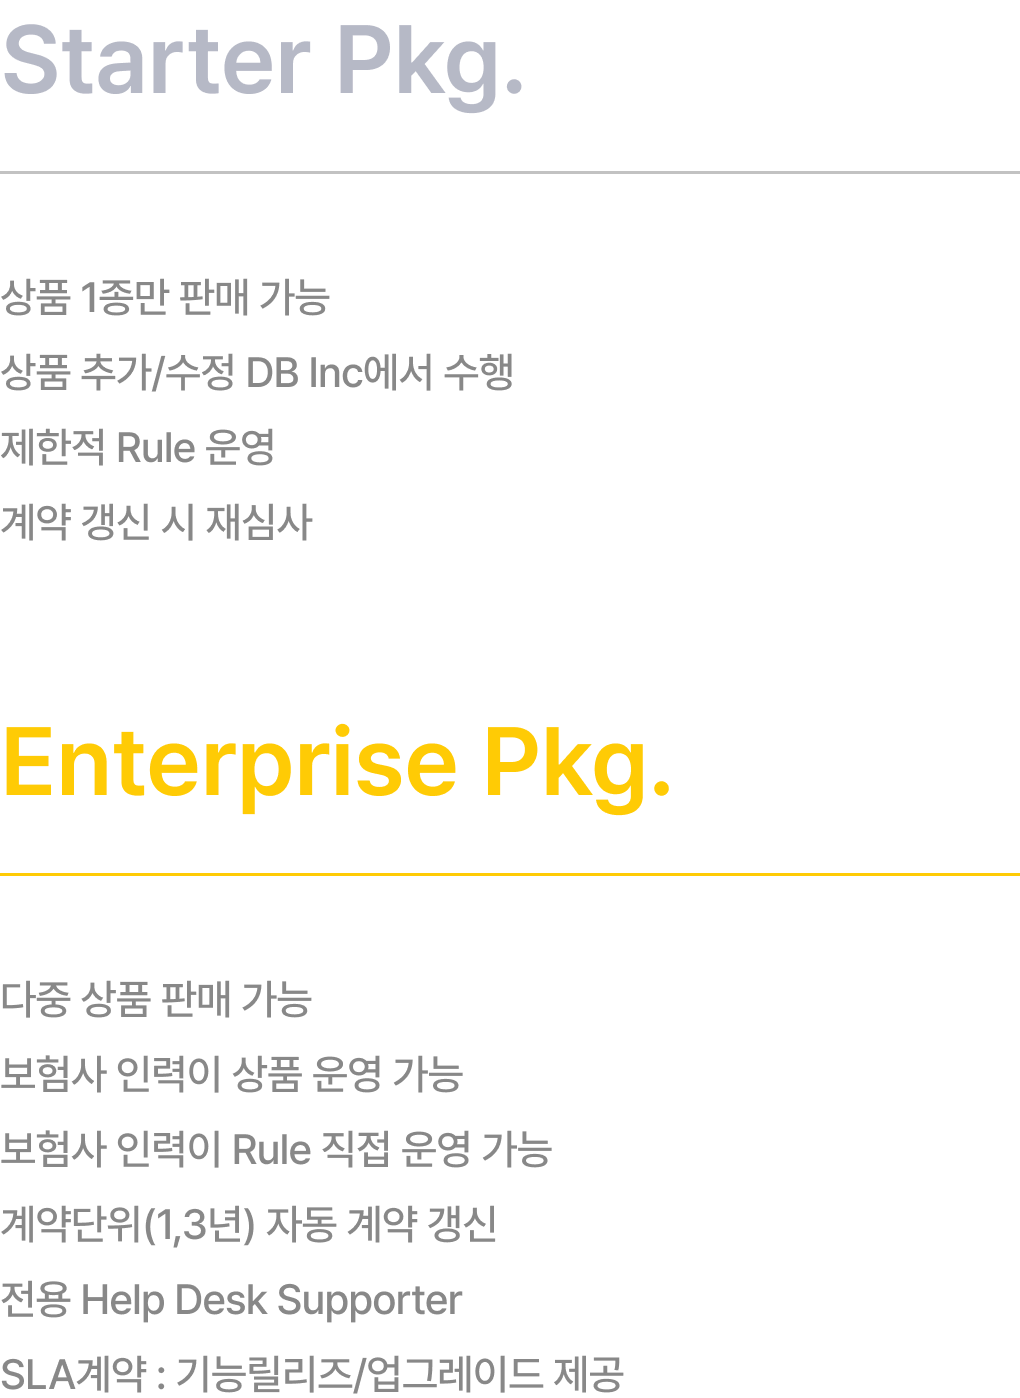 Starter Pkg.
상품 1종만 판매 가능
상품 추가/수정 DB Inc에서 수행
제한적 Rule 운영
계약 갱신 시 재심사
Enterprise Pkg.
다중 상품 판매 가능
보험사 인력이 상품 운영 가능
보험사 인력이 Rule 직접 운영 가능
계약단위(1,3년) 자동 계약 갱신
전용 Help Desk Supporter
SLA계약 : 기능릴리즈/업그레이드 제공